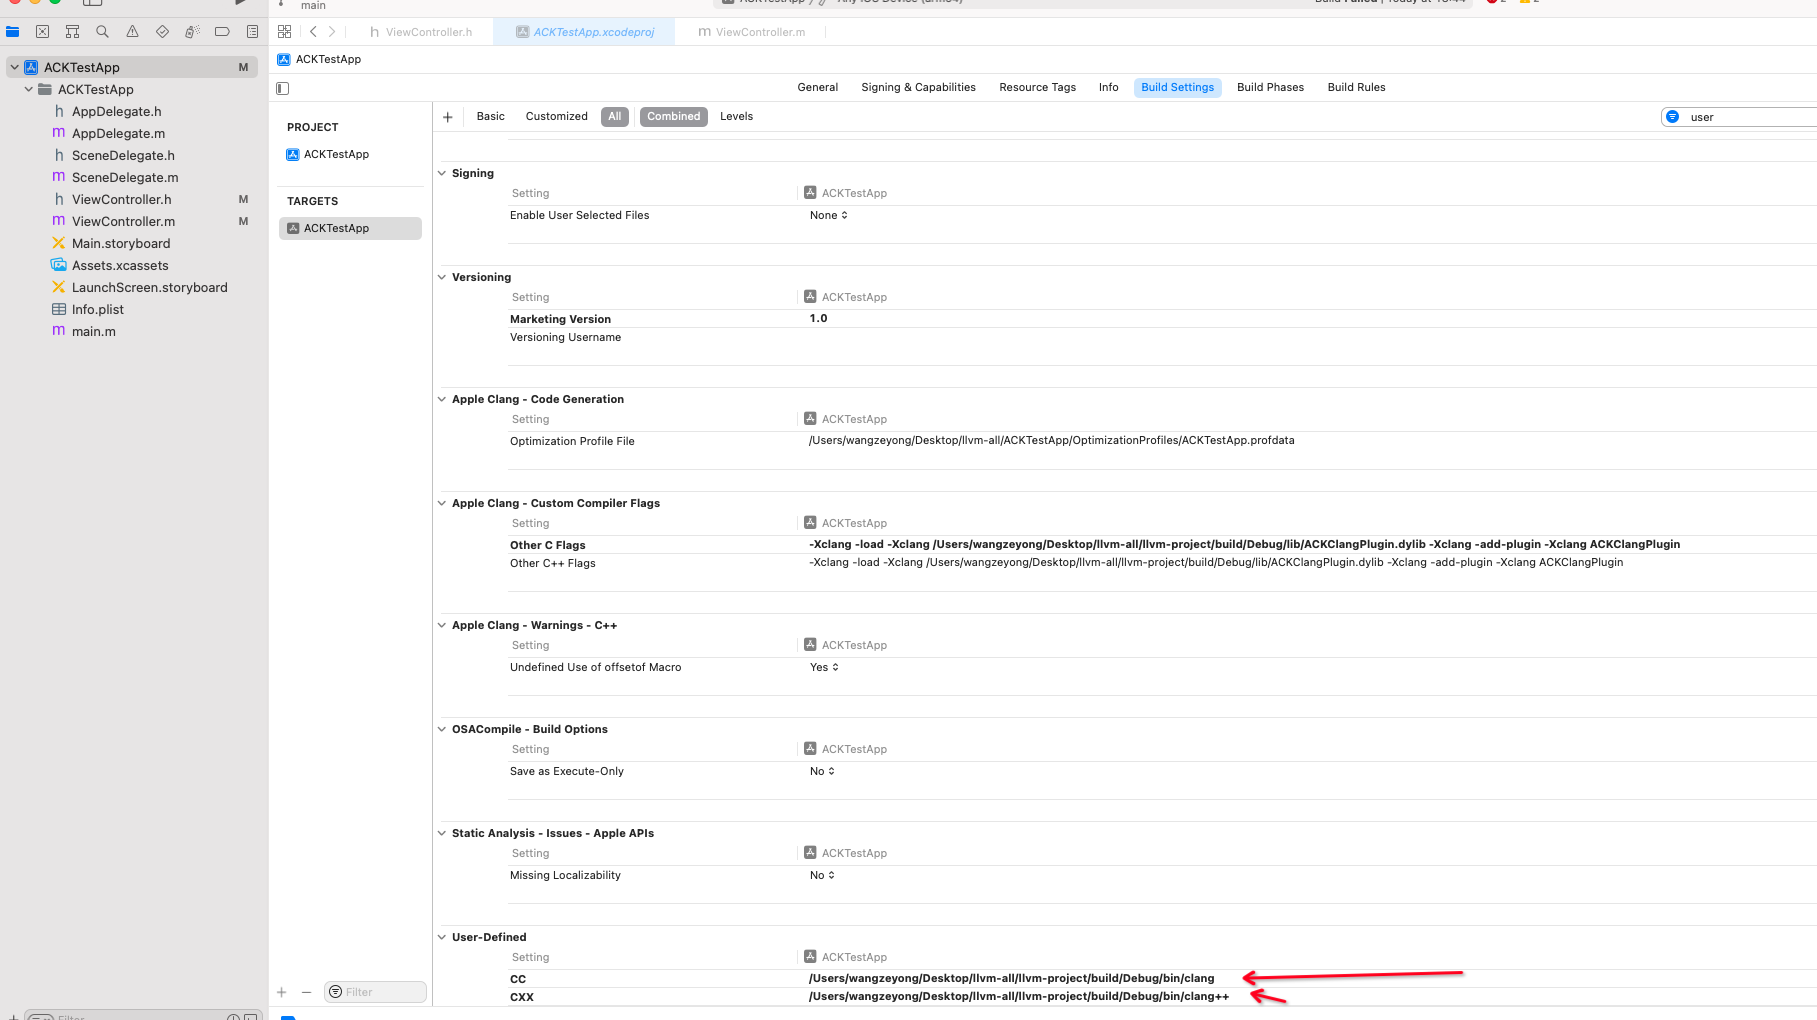 main
ViewController.h
ACKTestApp.xcodeproj
ViewController.m
ACKTestApp M
ACKTestApp
General Signing & Capabilities Resource Tags Info Build Settings Build Phases Build Rules
ACKTestApp
h AppDelegate.h
m AppDelegate.m
h SceneDelegate.h
m SceneDelegate.m
h ViewController.h M
m ViewController.m M
Main.storyboard
Assets.xcassets
LaunchScreen.storyboard
Info.plist
m main.m
PROJECT
ACKTestApp
TARGETS
ACKTestApp
Filter
Basic Customized All Combined Levels
user
Signing
Setting ACKTestApp
Enable User Selected Files None
Versioning
Setting ACKTestApp
Marketing Version 1.0
Versioning Username
Apple Clang - Code Generation
Setting ACKTestApp
Optimization Profile File /Users/wangzeyong/Desktop/llvm-all/ACKTestApp/OptimizationProfiles/ACKTestApp.profdata
Apple Clang - Custom Compiler Flags
Setting ACKTestApp
Other C Flags -Xclang -load -Xclang /Users/wangzeyong/Desktop/llvm-all/llvm-project/build/Debug/lib/ACKClangPlugin.dylib -Xclang -add-plugin -Xclang ACKClangPlugin
Other C++ Flags -Xclang -load -Xclang /Users/wangzeyong/Desktop/llvm-all/llvm-project/build/Debug/lib/ACKClangPlugin.dylib -Xclang -add-plugin -Xclang ACKClangPlugin
Apple Clang - Warnings - C++
Setting ACKTestApp
Undefined Use of offsetof Macro Yes
OSACompile - Build Options
Setting ACKTestApp
Save as Execute-Only No
Static Analysis - Issues - Apple APIs
Setting ACKTestApp
Missing Localizability No
User-Defined
Setting ACKTestApp
CC /Users/wangzeyong/Desktop/llvm-all/llvm-project/build/Debug/bin/clang
CXX /Users/wangzeyong/Desktop/llvm-all/llvm-project/build/Debug/bin/clang++